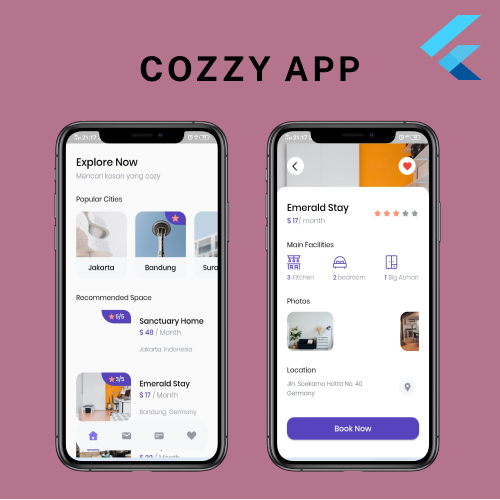 COZZY APP
21:17
Explore Now
Mencari kosan yang cozy
Popular Cities
Jakarta
Bandung
Sura
Recommended Space
5/5
Sanctuary Home
$ 48 / Month
Jakarta, Indonesia
3/5
Emerald Stay
$ 17 / Month
Bandung, Germany
21:17
Emerald Stay
$ 17/ month
Main Facilities
3 Kitchen
2 bedroom
1 Big ALmari
Photos
Location
Jln. Soekarno Hatta No. 40
Germany
Book Now